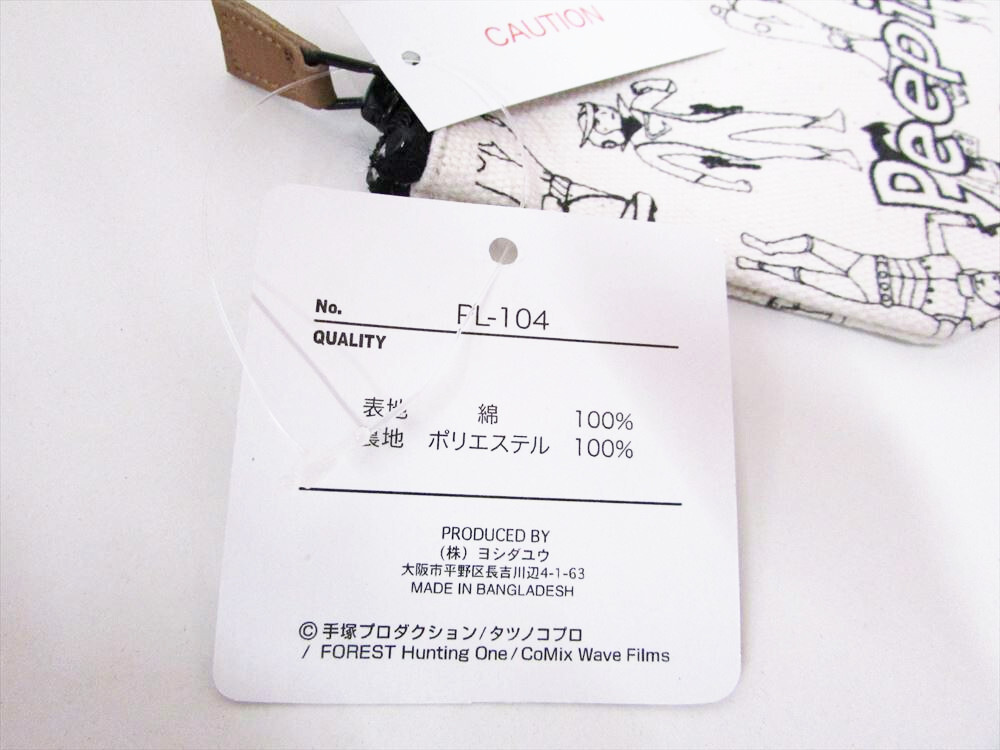 CAUTION
Peepi
No. PL-104
QUALITY
表地 綿 100%
裏地 ポリエステル 100%
PRODUCED BY
(株) ヨシダユウ
大阪市平野区長吉川辺4-1-63
MADE IN BANGLADESH
© 手塚プロダクション/タツノコプロ
/ FOREST Hunting One/CoMix Wave Films